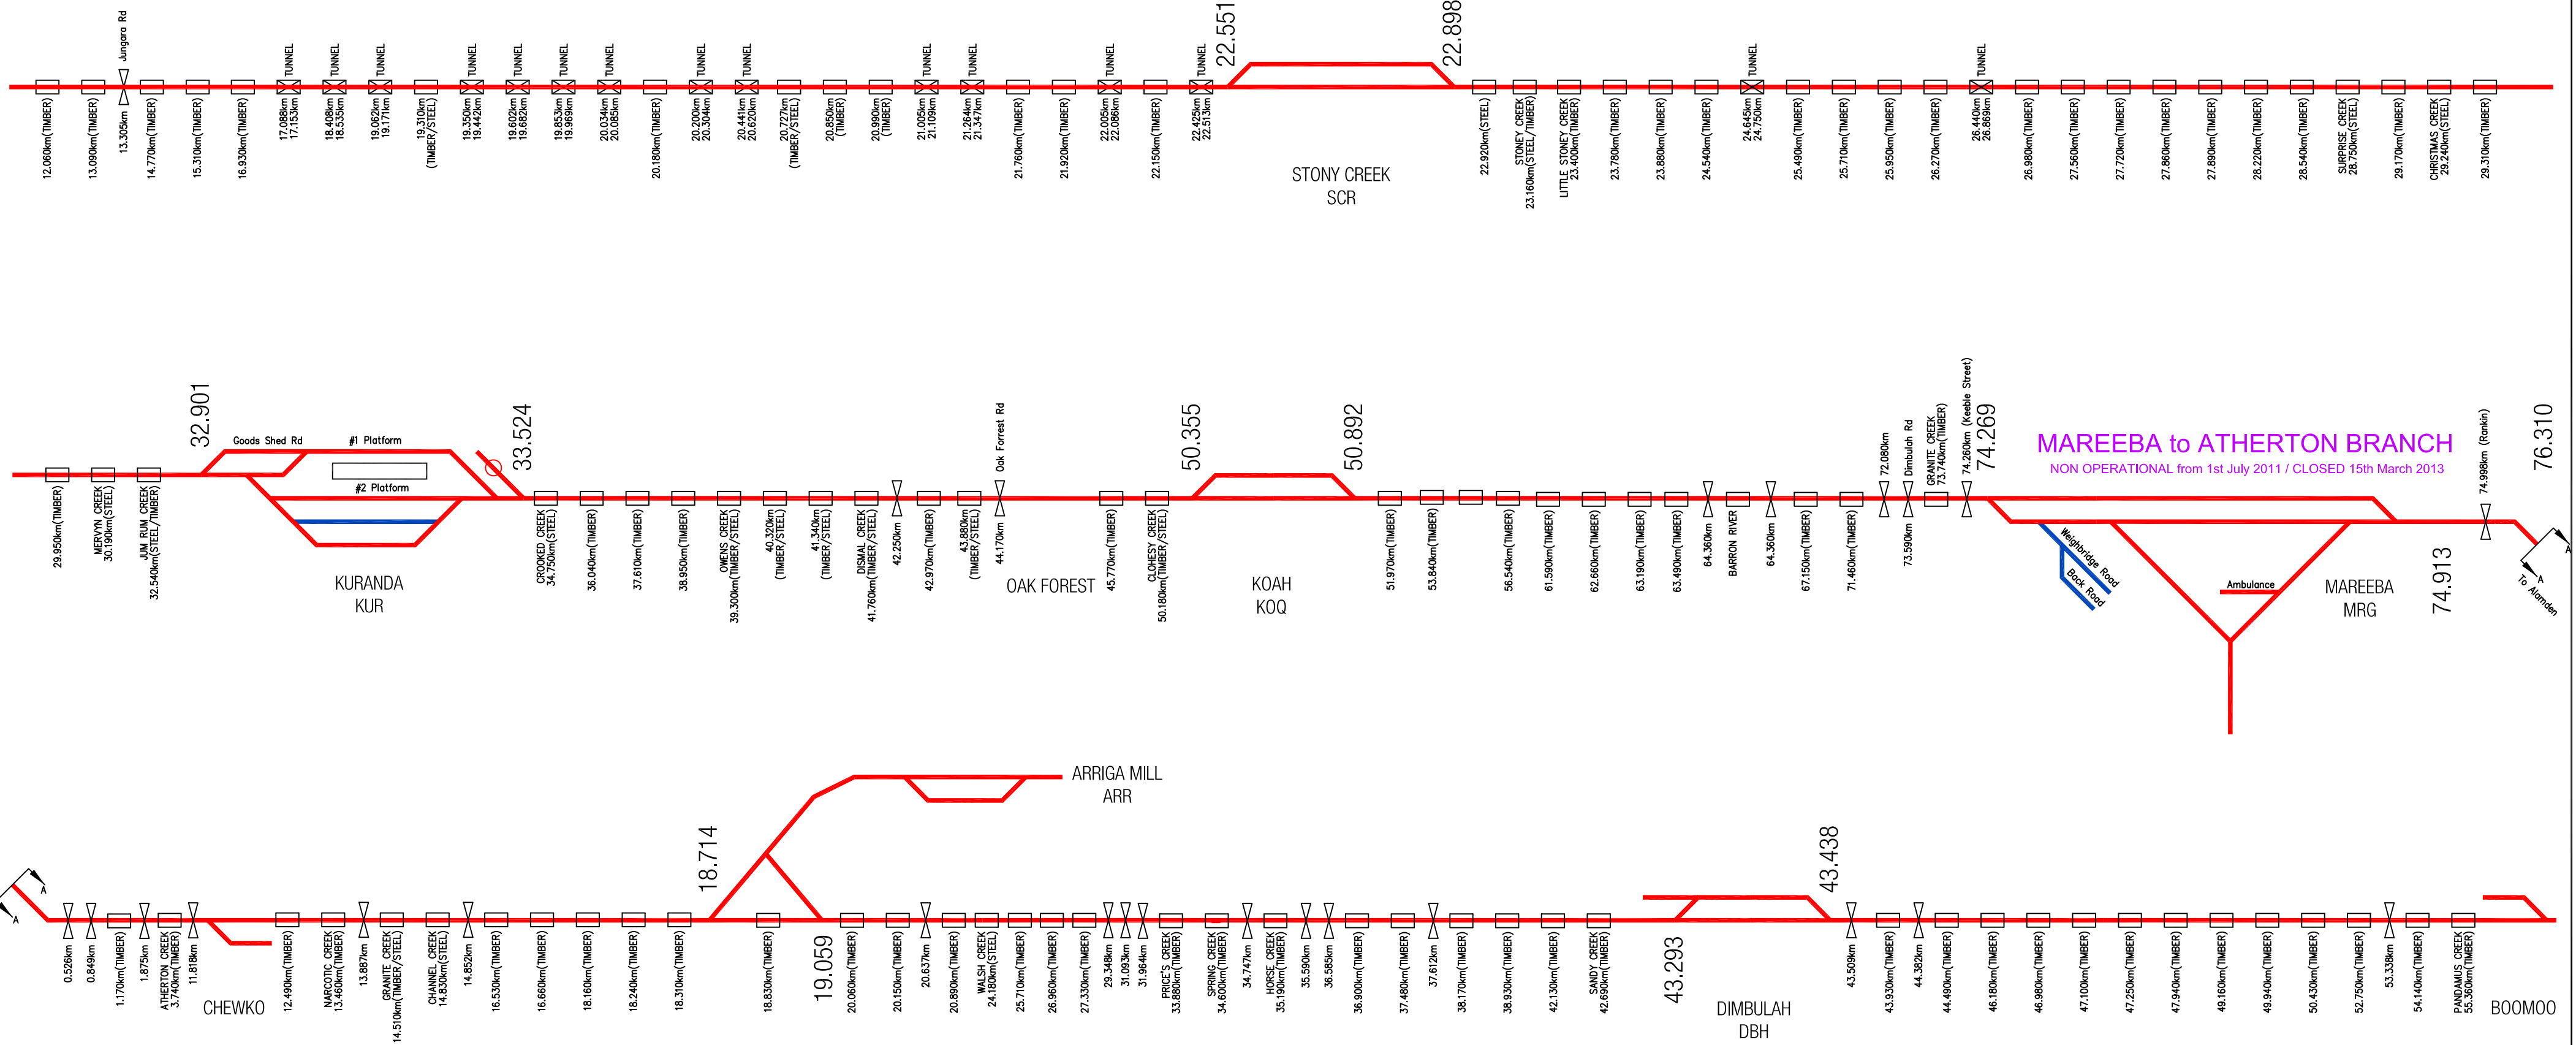 Jungara Rd
TUNNEL
TUNNEL
TUNNEL
TUNNEL
TUNNEL
TUNNEL
TUNNEL
TUNNEL
TUNNEL
TUNNEL
TUNNEL
TUNNEL
TUNNEL
22.551
22.898
TUNNEL
TUNNEL
12.060km(TIMBER)
13.090km(TIMBER)
13.305km
14.770km(TIMBER)
15.310km(TIMBER)
16.930km(TIMBER)
17.088km
17.153km
18.408km
18.535km
19.062km
19.171km
19.310km
(TIMBER/STEEL)
19.350km
19.442km
19.602km
19.682km
19.853km
19.969km
20.034km
20.085km
20.180km(TIMBER)
20.200km
20.304km
20.441km
20.620km
20.727km
(TIMBER/STEEL)
20.850km
(TIMBER)
20.990km
(TIMBER)
21.005km
21.109km
21.264km
21.347km
21.760km(TIMBER)
21.920km(TIMBER)
22.005km
22.086km
22.150km(TIMBER)
22.425km
22.513km
STONY CREEK
SCR
22.920km(STEEL)
STONEY CREEK
23.160km(STEEL/TIMBER)
LITTLE STONEY CREEK
23.400km(TIMBER)
23.780km(TIMBER)
23.880km(TIMBER)
24.540km(TIMBER)
24.645km
24.750km
25.490km(TIMBER)
25.710km(TIMBER)
25.950km(TIMBER)
26.270km(TIMBER)
26.440km
26.869km
26.980km(TIMBER)
27.560km(TIMBER)
27.720km(TIMBER)
27.860km(TIMBER)
27.890km(TIMBER)
28.220km(TIMBER)
28.540km(TIMBER)
SURPRISE CREEK
28.750km(STEEL)
29.170km(TIMBER)
CHRISTMAS CREEK
29.240km(STEEL)
29.310km(TIMBER)
32.901
Goods Shed Rd
#1 Platform
#2 Platform
33.524
Oak Forrest Rd
50.355
50.892
72.080km
Dimbulah Rd
GRANITE CREEK
73.740km(TIMBER)
74.260km (Keeble Street)
74.269
MAREEBA to ATHERTON BRANCH
NON OPERATIONAL from 1st July 2011 / CLOSED 15th March 2013
74.998km (Rankin)
76.310
29.950km(TIMBER)
MERVYN CREEK
30.190km(STEEL)
JUM RUM CREEK
32.540km(STEEL/TIMBER)
KURANDA
KUR
CROOKED CREEK
34.750km(STEEL)
36.040km(TIMBER)
37.610km(TIMBER)
38.950km(TIMBER)
OWENS CREEK
39.300km(TIMBER/STEEL)
40.320km
(TIMBER/STEEL)
41.340km
(TIMBER/STEEL)
DISMAL CREEK
41.760km(TIMBER/STEEL)
42.250km
42.970km(TIMBER)
43.880km
(TIMBER/STEEL)
44.170km
OAK FOREST
45.770km(TIMBER)
CLOHESY CREEK
50.180km(TIMBER/STEEL)
KOAH
KOQ
51.970km(TIMBER)
53.840km(TIMBER)
56.540km(TIMBER)
61.590km(TIMBER)
62.660km(TIMBER)
63.190km(TIMBER)
63.490km(TIMBER)
64.360km
BARRON RIVER
64.360km
67.150km(TIMBER)
71.460km(TIMBER)
73.590km
Weighbridge Road
Back Road
Ambulance
MAREEBA
MRG
74.913
A
A
To Alamden
ARRIGA MILL
ARR
18.714
43.438
A
A
0.526km
0.849km
1.170km(TIMBER)
1.875km
ATHERTON CREEK
3.740km(TIMBER)
11.818km
CHEWKO
12.490km(TIMBER)
NARCOTIC CREEK
13.460km(TIMBER)
13.887km
GRANITE CREEK
14.510km(TIMBER/STEEL)
CHANNEL CREEK
14.830km(STEEL)
14.852km
16.530km(TIMBER)
16.660km(TIMBER)
18.160km(TIMBER)
18.240km(TIMBER)
18.310km(TIMBER)
18.830km(TIMBER)
19.059
20.060km(TIMBER)
20.150km(TIMBER)
20.637km
20.890km(TIMBER)
WALSH CREEK
24.180km(STEEL)
25.710km(TIMBER)
26.960km(TIMBER)
27.330km(TIMBER)
29.348km
31.093km
31.964km
PRICE'S CREEK
33.880km(TIMBER)
SPRING CREEK
34.600km(TIMBER)
34.747km
HORSE CREEK
35.190km(TIMBER)
35.590km
36.585km
36.900km(TIMBER)
37.480km(TIMBER)
37.612km
38.170km(TIMBER)
38.930km(TIMBER)
42.130km(TIMBER)
SANDY CREEK
42.690km(TIMBER)
43.293
DIMBULAH
DBH
43.509km
43.930km(TIMBER)
44.382km
44.490km(TIMBER)
46.180km(TIMBER)
46.980km(TIMBER)
47.100km(TIMBER)
47.250km(TIMBER)
47.940km(TIMBER)
49.160km(TIMBER)
49.940km(TIMBER)
50.430km(TIMBER)
52.750km(TIMBER)
53.338km
54.140km(TIMBER)
PANDAMUS CREEK
55.360km(TIMBER)
BOOMOO